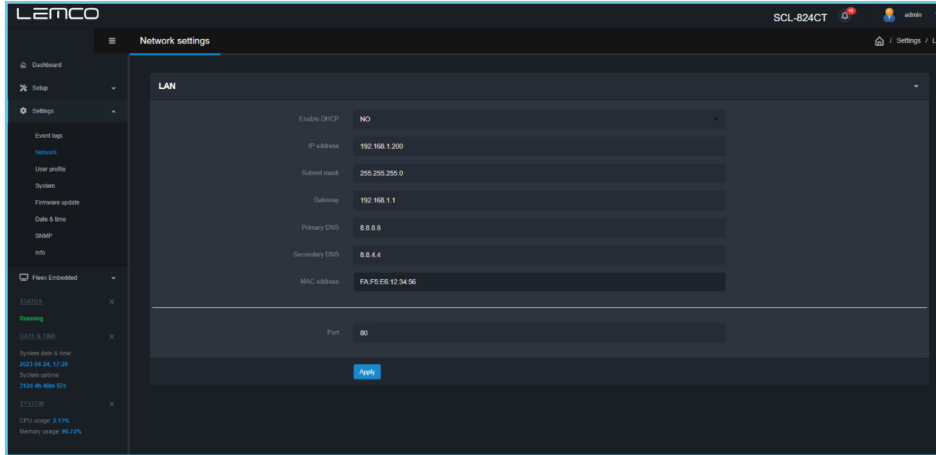 LEMCO
SCL-824CT
admin
Network settings
/ Settings / L
Dashboard
Setup
Settings
Event logs
Network
User profile
System
Firmware update
Date & time
SNMP
Info
Fleex Embedded
STATUS
Running
DATE & TIME
System date & time:
2023-04-24, 17:25
System uptime:
312d 4h 46m 57s
SYSTEM
CPU usage: 2.17%
Memory usage: 90.72%
LAN
Enable DHCP NO
IP address 192.168.1.200
Subnet mask 255.255.255.0
Gateway 192.168.1.1
Primary DNS 8.8.8.8
Secondary DNS 8.8.4.4
MAC address FA:F5:E6:12:34:56
Port 80
Apply